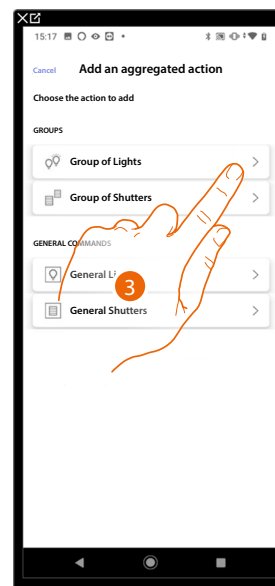 15:17
Cancel Add an aggregated action
Choose the action to add
GROUPS
Group of Lights
Group of Shutters
GENERAL COMMANDS
General Li
3
General Shutters